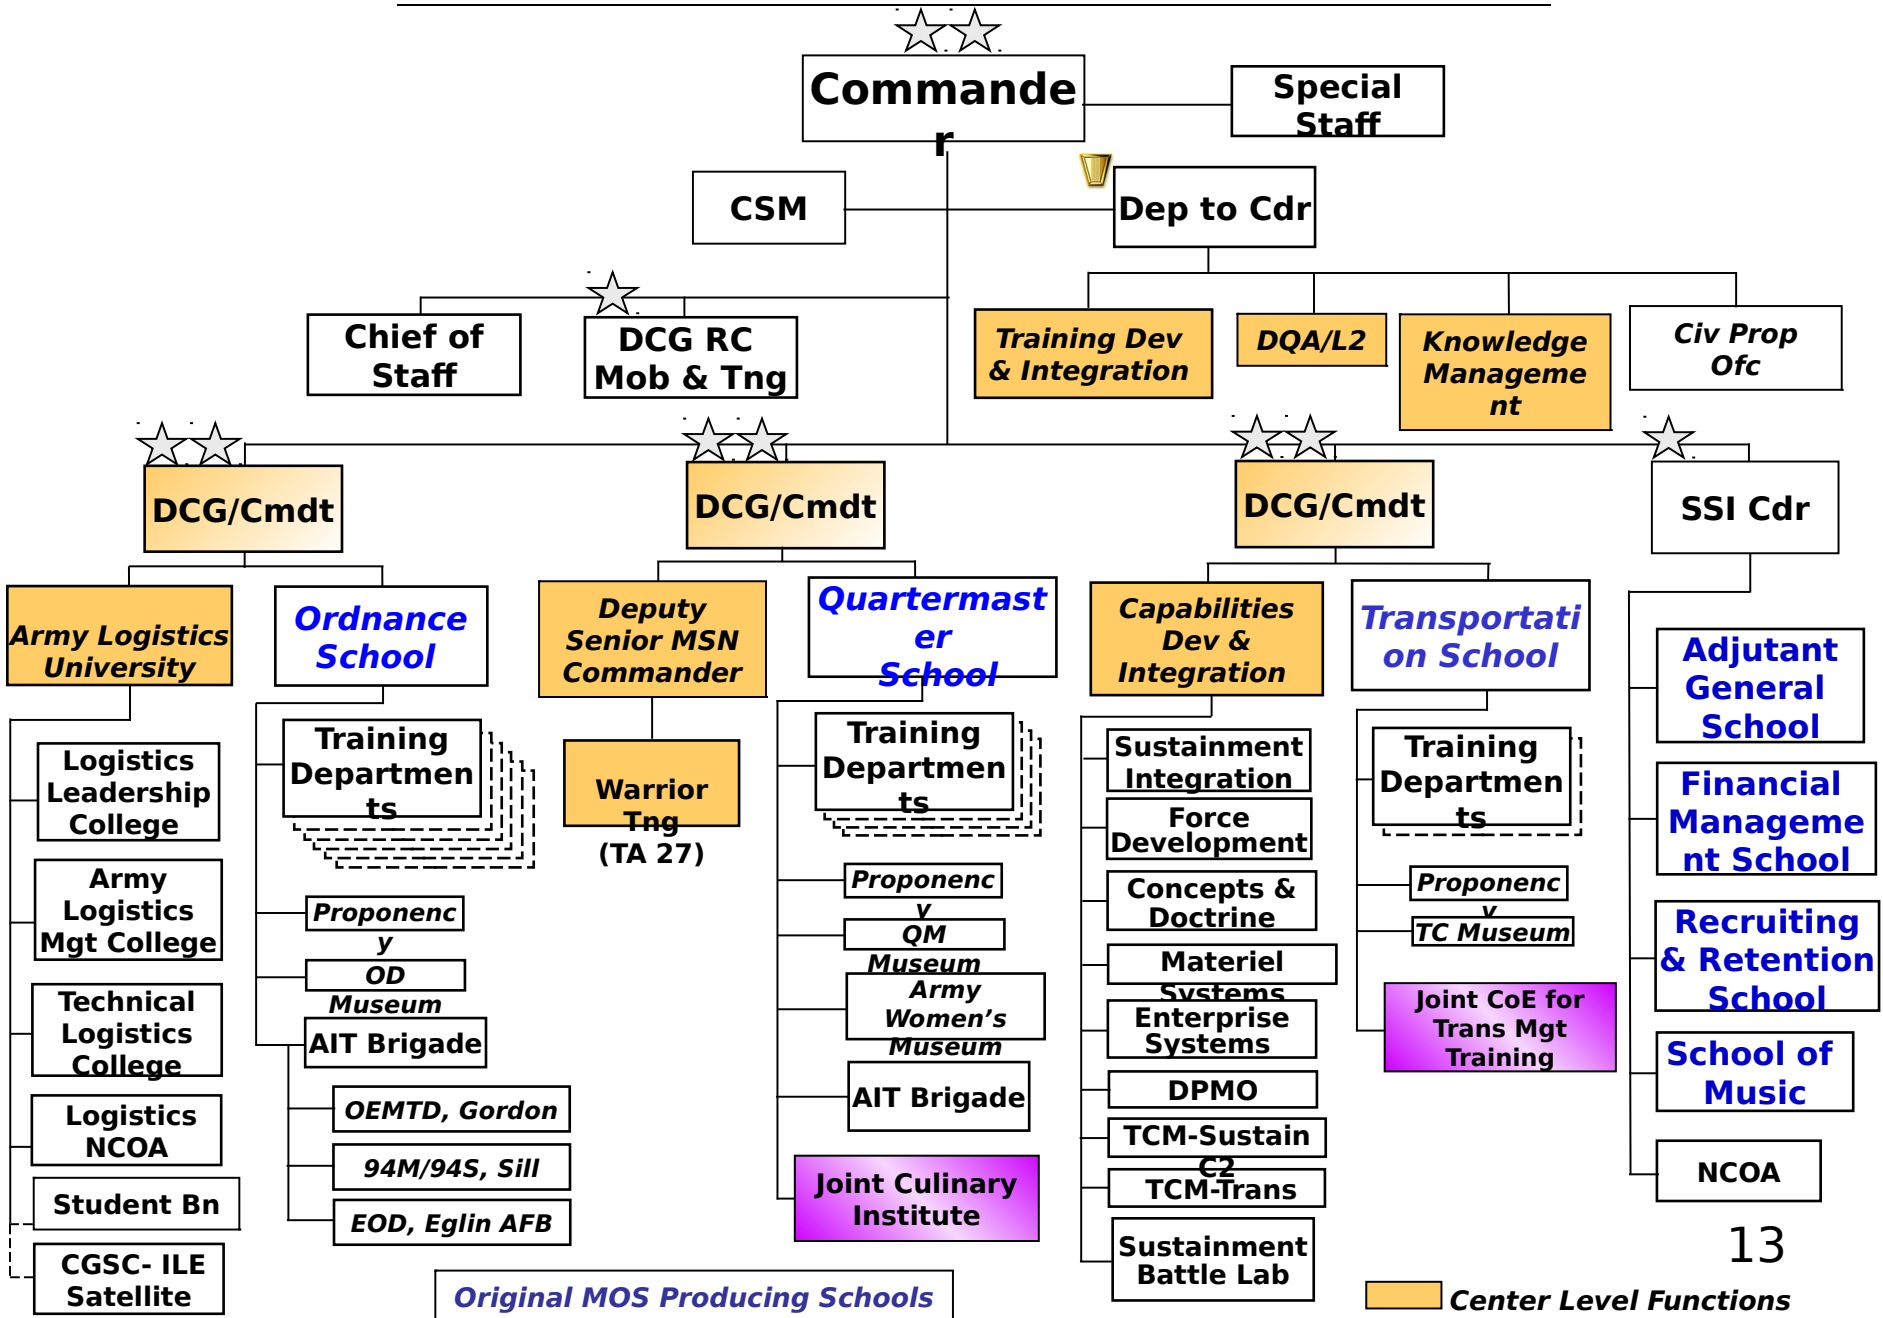 Commande
r
Special
Staff
CSM
Dep to Cdr
Chief of
Staff
DCG RC
Mob & Tng
Training Dev
& Integration
DQA/L2
Knowledge
Manageme
nt
Civ Prop
Ofc
DCG/Cmdt
DCG/Cmdt
DCG/Cmdt
SSI Cdr
Army Logistics
University
Ordnance
School
Deputy
Senior MSN
Commander
Quartermast
er
School
Capabilities
Dev &
Integration
Transportati
on School
Logistics
Leadership
College
Army
Logistics
Mgt College
Technical
Logistics
College
Logistics
NCOA
Student Bn
CGSC- ILE
Satellite
Training
Departmen
ts
Proponenc
y
OD
Museum
AIT Brigade
OEMTD, Gordon
94M/94S, Sill
EOD, Eglin AFB
Warrior
Tng
(TA 27)
Training
Departmen
ts
Proponenc
y
QM
Museum
Army
Women’s
Museum
AIT Brigade
Joint Culinary
Institute
Sustainment
Integration
Force
Development
Concepts &
Doctrine
Materiel
Systems
Enterprise
Systems
DPMO
TCM-Sustain
C2
TCM-Trans
Sustainment
Battle Lab
Training
Departmen
ts
Proponenc
y
TC Museum
Joint CoE for
Trans Mgt
Training
Adjutant
General
School
Financial
Manageme
nt School
Recruiting
& Retention
School
School of
Music
NCOA
13
Original MOS Producing Schools
Center Level Functions